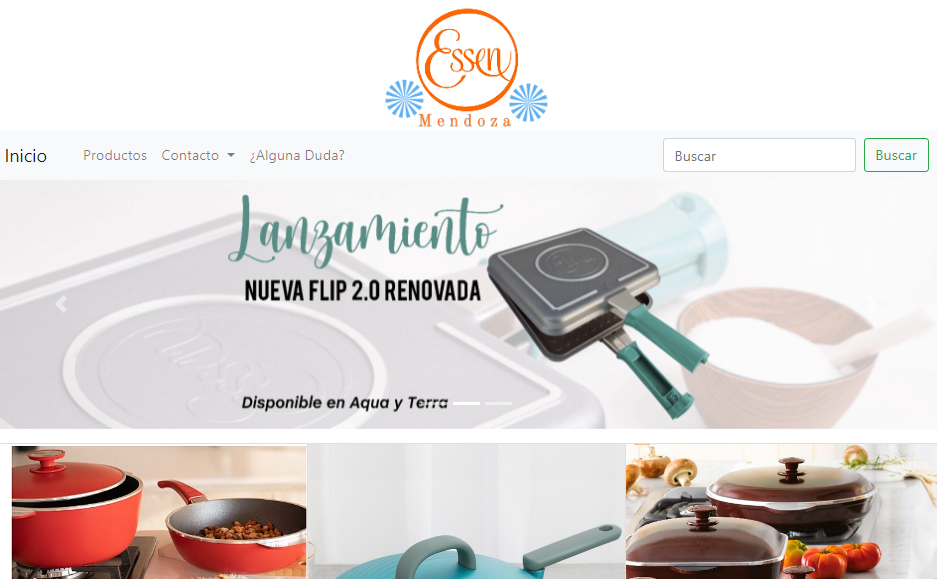 Essen
Mendoza
Inicio
Productos
Contacto
¿Alguna Duda?
Buscar
Buscar
Lanzamiento
NUEVA FLIP 2.0 RENOVADA
Disponible en Aqua y Terra